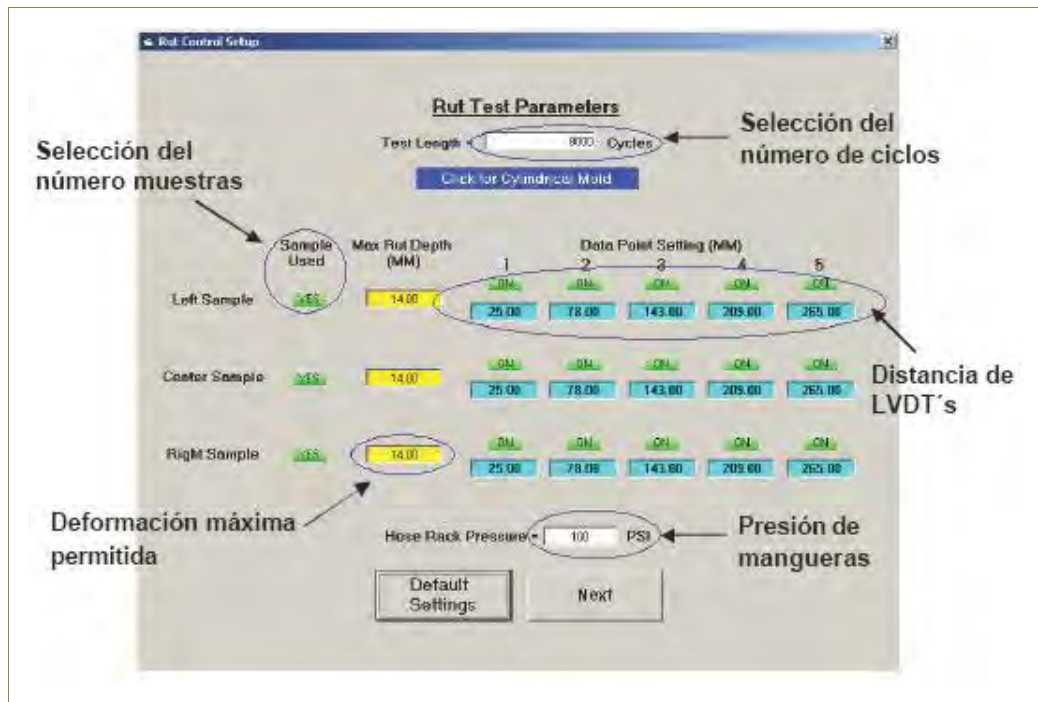 Rut Control Setup
Rut Test Parameters
Test Length = 8000 Cycles
Selección del
número de ciclos
Click for Cylindrical Mold
Selección del
número muestras
Sample
Used
Max Rut Depth
(MM)
Data Point Setting (MM)
1 2 3 4 5
Left Sample YES 14.00 ON ON ON ON
25.00 78.00 143.00 209.00 265.00
Center Sample YES 14.00 ON ON ON ON ON
25.00 78.00 143.00 209.00 265.00
Distancia de
LVDT´s
Right Sample YES 14.00 ON ON ON ON ON
25.00 78.00 143.00 209.00 265.00
Deformación máxima
permitida
Hose Rack Pressure = 100 PSI
Presión de
mangueras
Default
Settings
Next